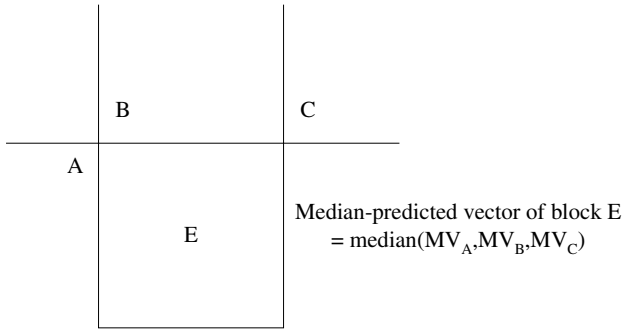 B
C
A
E
Median-predicted vector of block E
= median(MV_A,MV_B,MV_C)